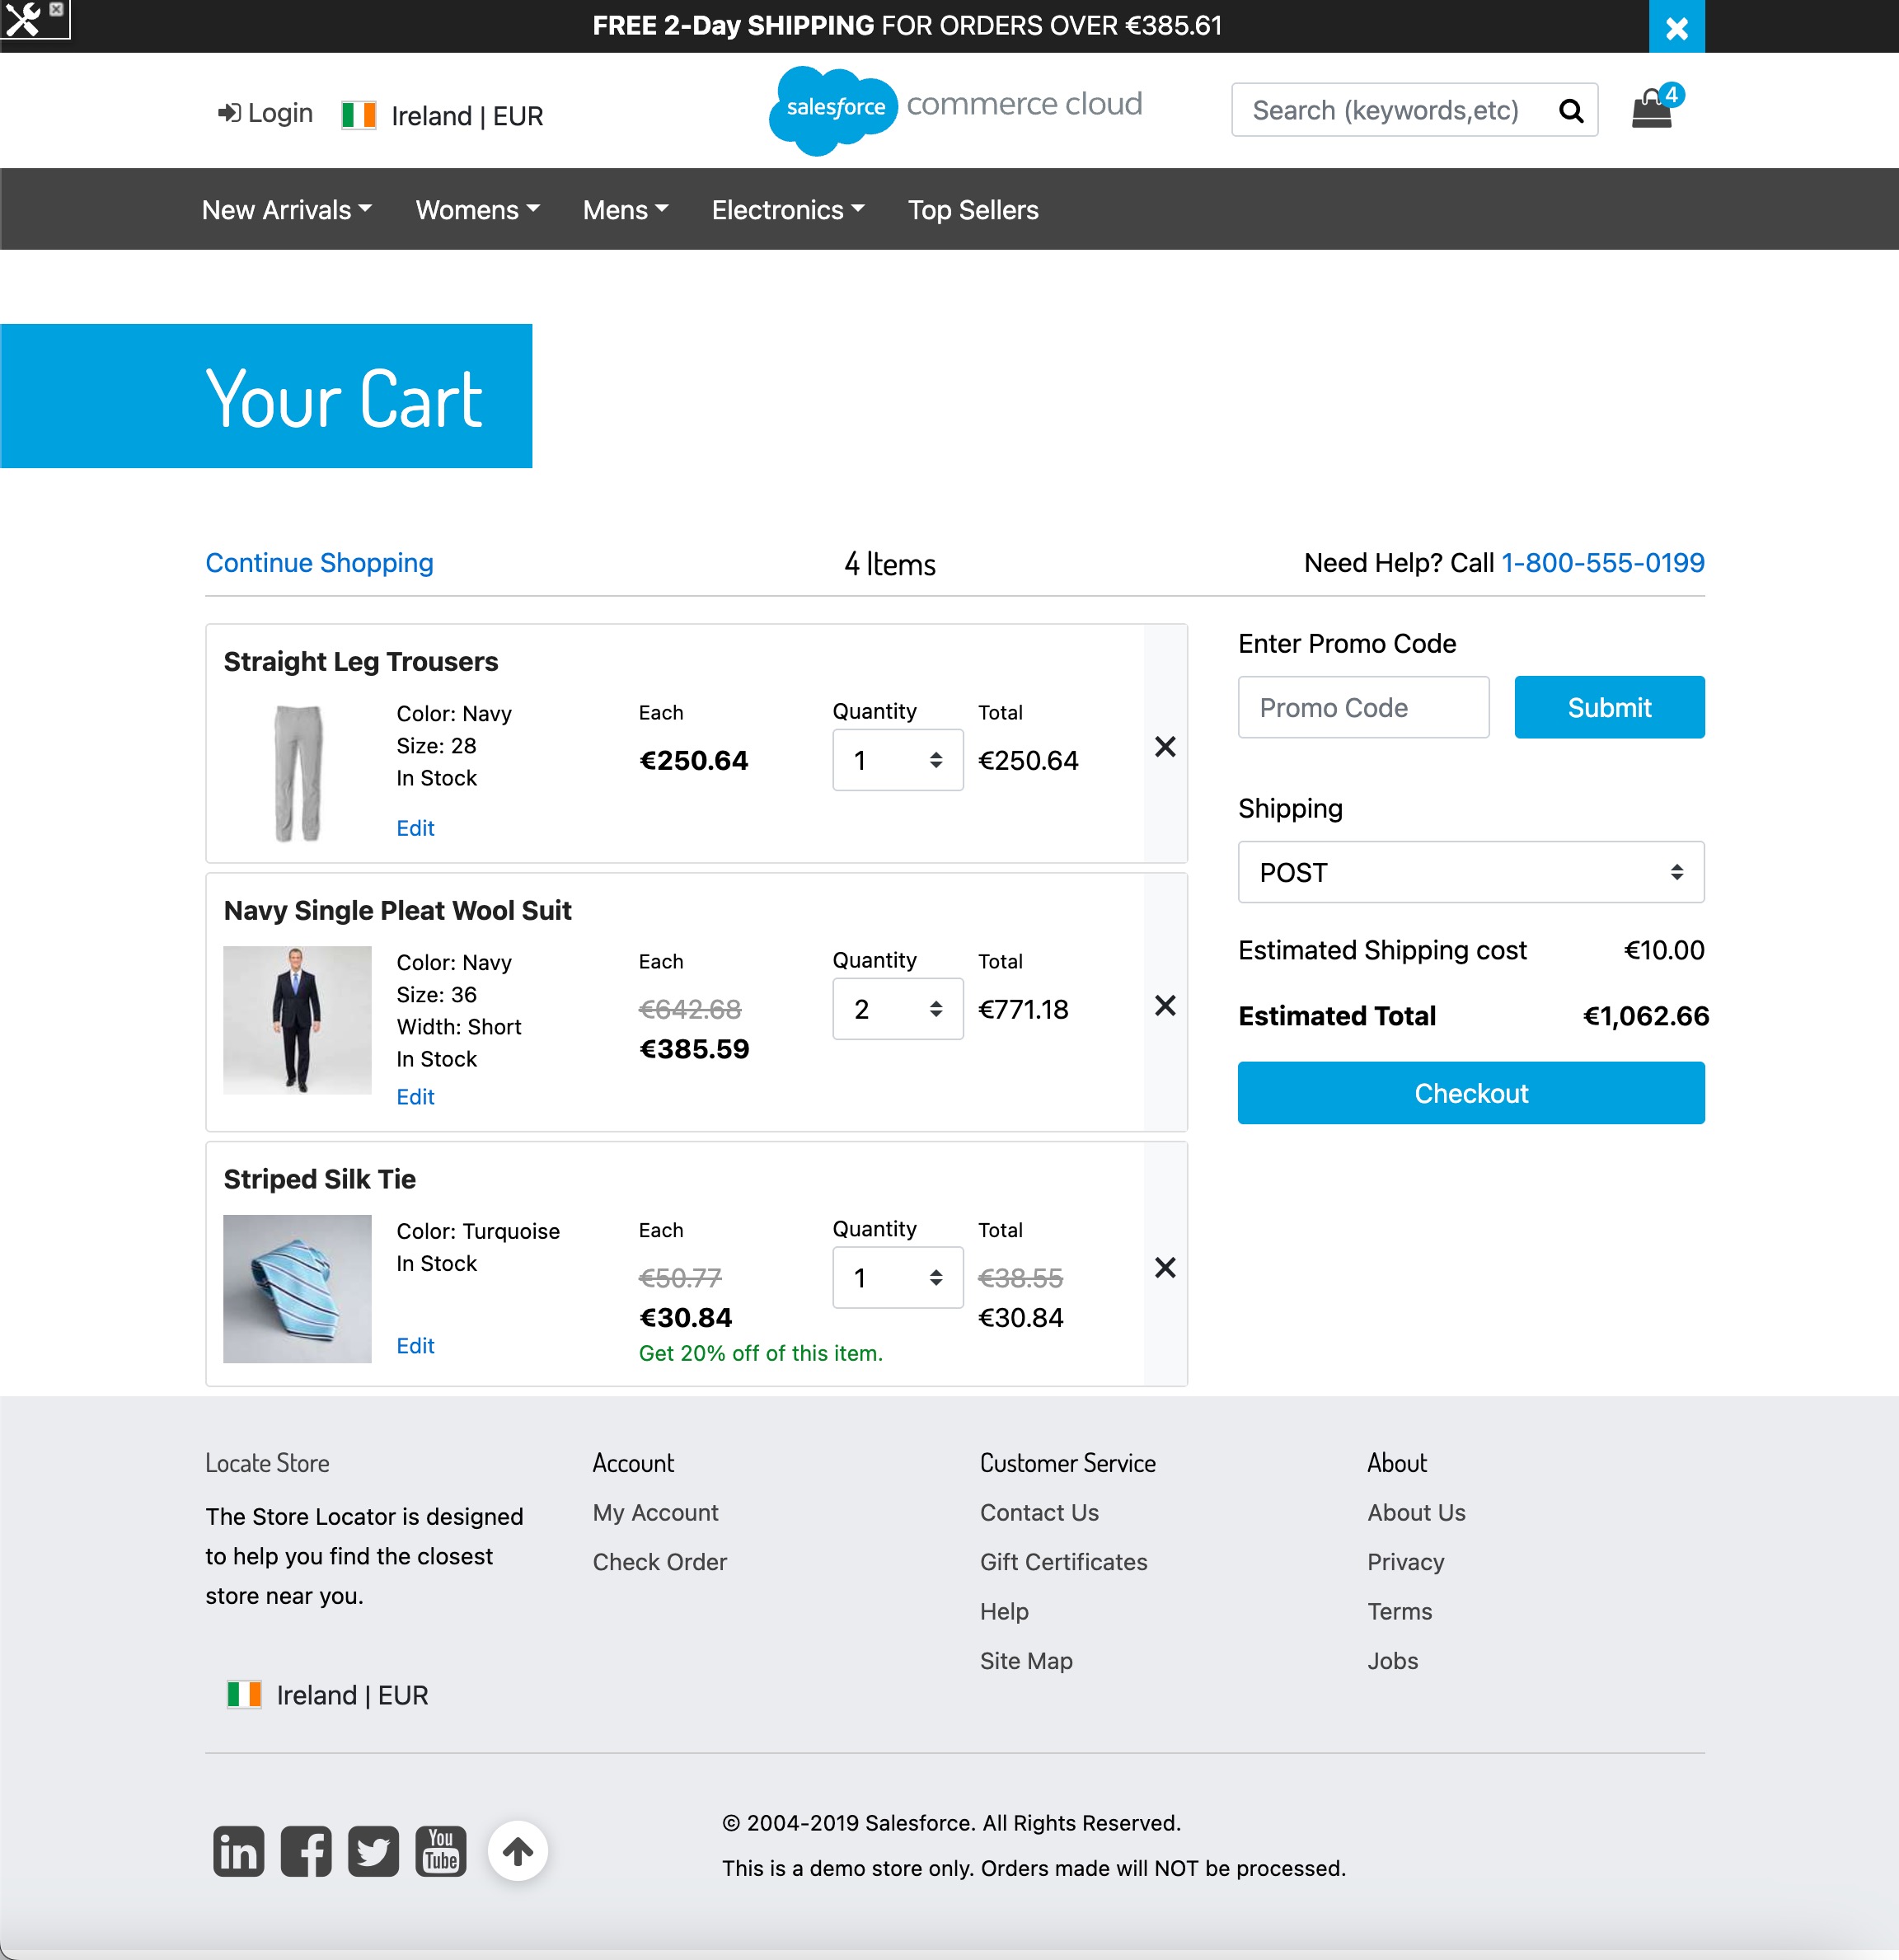 FREE 2-Day SHIPPING FOR ORDERS OVER €385.61
Login
Ireland | EUR
salesforce commerce cloud
Search (keywords,etc)
4
New Arrivals
Womens
Mens
Electronics
Top Sellers
Your Cart
Continue Shopping
4 Items
Need Help? Call 1-800-555-0199
Straight Leg Trousers
Color: Navy
Size: 28
In Stock
Edit
Each
€250.64
Quantity
1
Total
€250.64
Navy Single Pleat Wool Suit
Color: Navy
Size: 36
Width: Short
In Stock
Edit
Each
€642.68
€385.59
Quantity
2
Total
€771.18
Striped Silk Tie
Color: Turquoise
In Stock
Edit
Each
€50.77
€30.84
Get 20% off of this item.
Quantity
1
Total
€38.55
€30.84
Enter Promo Code
Promo Code
Submit
Shipping
POST
Estimated Shipping cost €10.00
Estimated Total €1,062.66
Checkout
Locate Store
The Store Locator is designed
to help you find the closest
store near you.
Ireland | EUR
Account
My Account
Check Order
Customer Service
Contact Us
Gift Certificates
Help
Site Map
About
About Us
Privacy
Terms
Jobs
in
You
Tube
© 2004-2019 Salesforce. All Rights Reserved.
This is a demo store only. Orders made will NOT be processed.